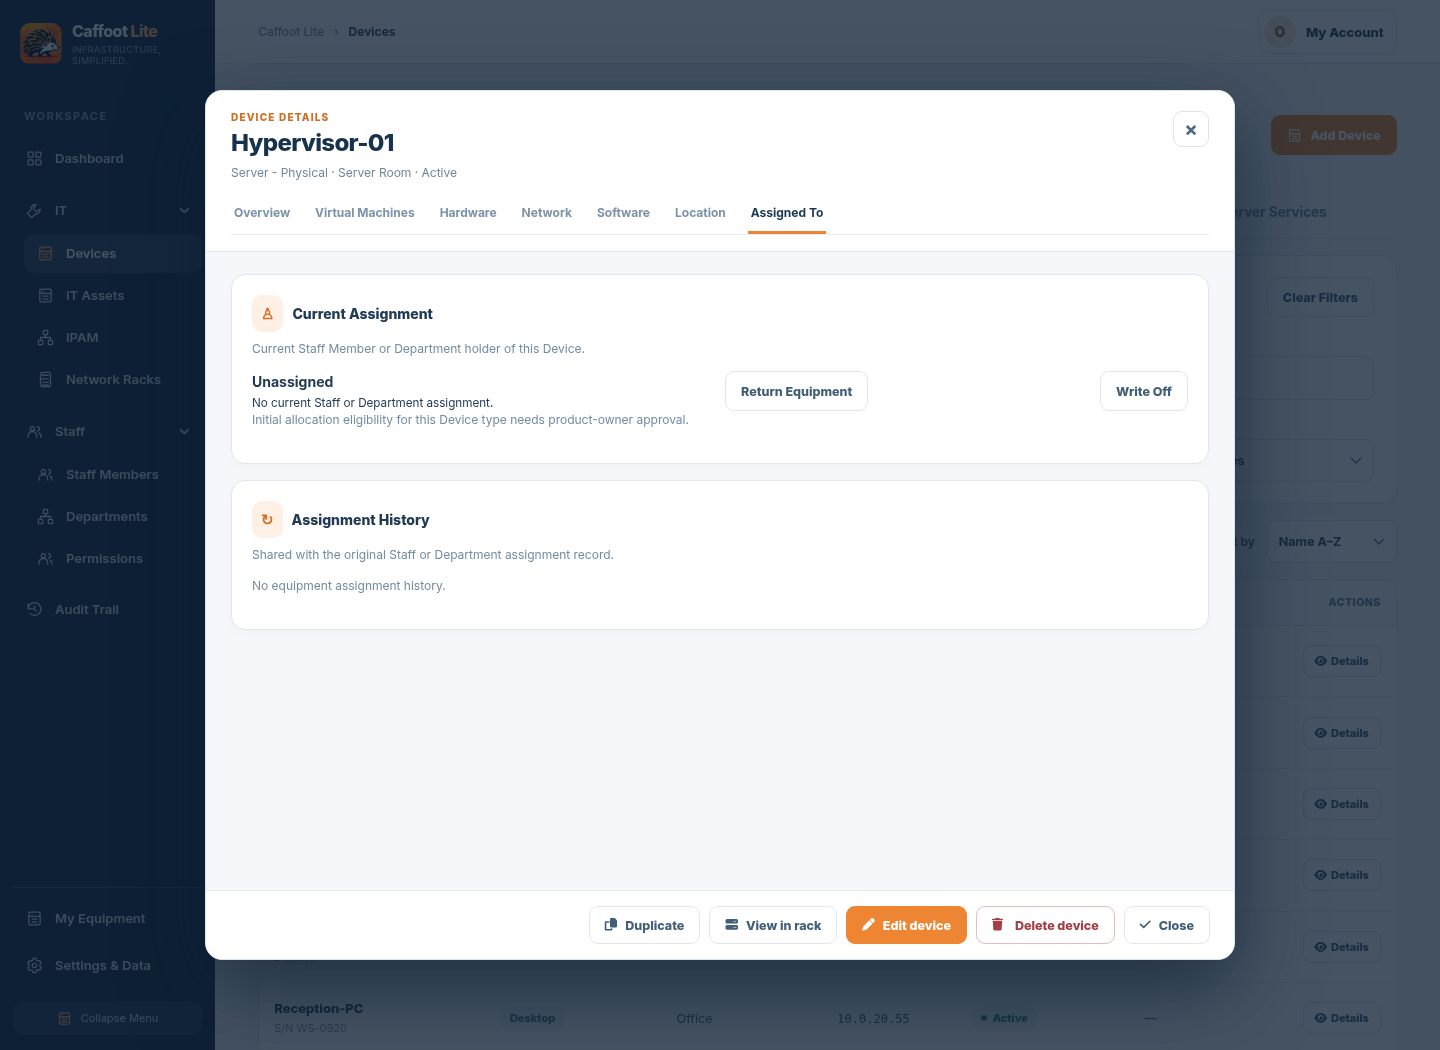 Caffoot Lite
INFRASTRUCTURE,
SIMPLIFIED.
WORKSPACE
Dashboard
IT
Devices
IT Assets
IPAM
Network Racks
Staff
Staff Members
Departments
Permissions
Audit Trail
My Equipment
Settings & Data
Collapse Menu
Caffoot Lite › Devices
O My Account
Add Device
Server Services
Clear Filters
by
Name A–Z
ACTIONS
Details
Details
Details
Details
Details
DEVICE DETAILS
Hypervisor-01
Server - Physical · Server Room · Active
Overview Virtual Machines Hardware Network Software Location Assigned To
Current Assignment
Current Staff Member or Department holder of this Device.
Unassigned
No current Staff or Department assignment.
Initial allocation eligibility for this Device type needs product-owner approval.
Return Equipment
Write Off
↻ Assignment History
Shared with the original Staff or Department assignment record.
No equipment assignment history.
Duplicate View in rack Edit device Delete device Close
Reception-PC
S/N WS-0920
Desktop Office 10.0.20.55 Active — Details